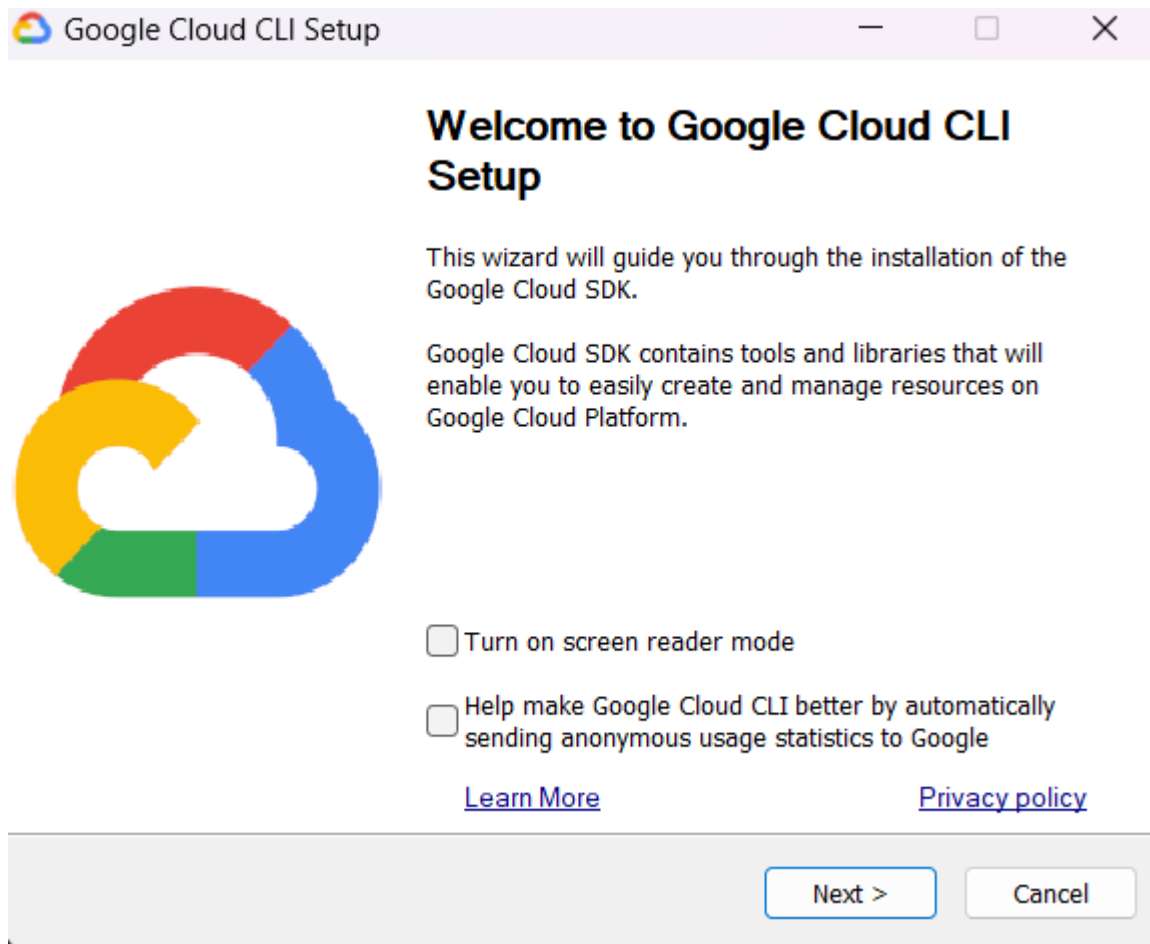 Google Cloud CLI Setup
Welcome to Google Cloud CLI
Setup
This wizard will guide you through the installation of the
Google Cloud SDK.
Google Cloud SDK contains tools and libraries that will
enable you to easily create and manage resources on
Google Cloud Platform.
Turn on screen reader mode
Help make Google Cloud CLI better by automatically
sending anonymous usage statistics to Google
Learn More
Privacy policy
Next >
Cancel